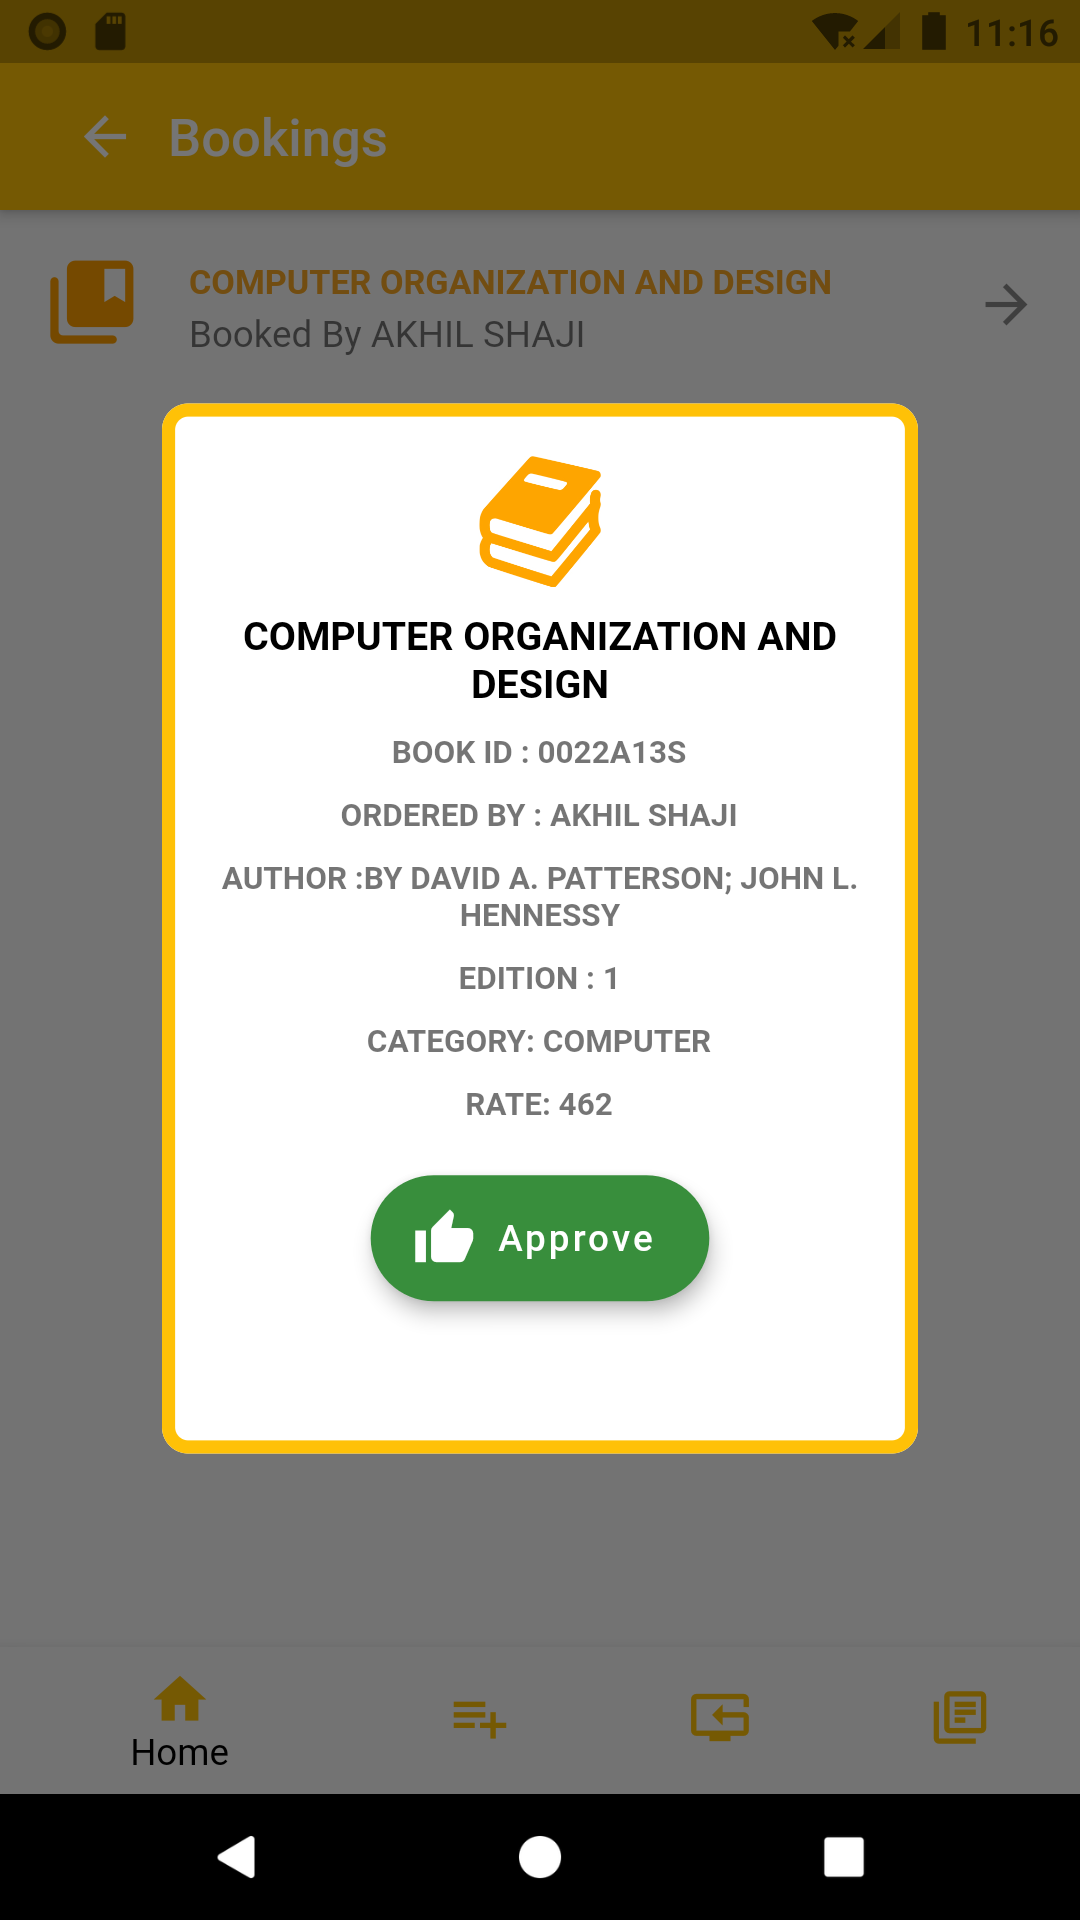 11:16
Bookings
COMPUTER ORGANIZATION AND DESIGN
Booked By AKHIL SHAJI
COMPUTER ORGANIZATION AND
DESIGN
BOOK ID : 0022A13S
ORDERED BY : AKHIL SHAJI
AUTHOR :BY DAVID A. PATTERSON; JOHN L.
HENNESSY
EDITION : 1
CATEGORY: COMPUTER
RATE: 462
Approve
Home